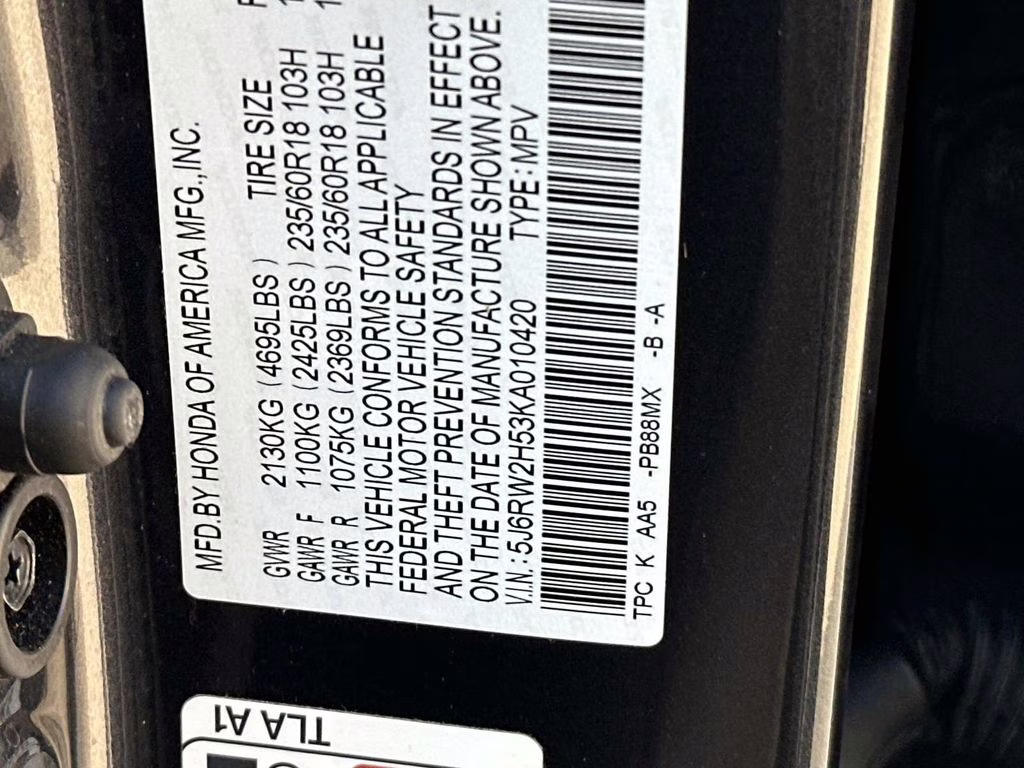 MFD.BY HONDA OF AMERICA MFG.,INC.
GVWR 2130KG (4695LBS) TIRE SIZE
GAWR F 1100KG (2425LBS) 235/60R18 103H
GAWR R 1075KG (2369LBS) 235/60R18 103H
THIS VEHICLE CONFORMS TO ALL APPLICABLE
FEDERAL MOTOR VEHICLE SAFETY
AND THEFT PREVENTION STANDARDS IN EFFECT
ON THE DATE OF MANUFACTURE SHOWN ABOVE.
V.I.N.:5J6RW2H53KA010420 TYPE:MPV
TPC K AA5 -PB88MX -B -A
TLA A1